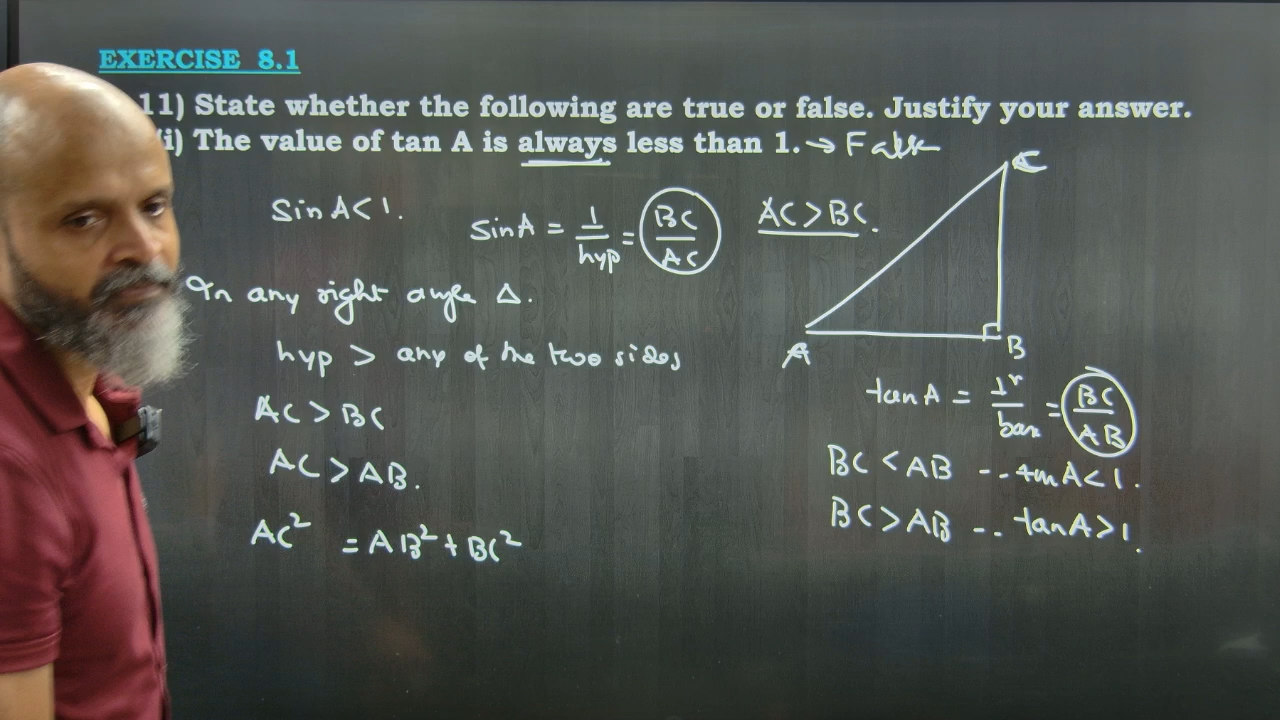 EXERCISE 8.1
11) State whether the following are true or false. Justify your answer.
(i) The value of tan A is always less than 1. → False
Sin A < 1.
sin A = 1/hyp = BC/AC
AC > BC.
In any right angle Δ.
hyp > any of the two sides
AC > BC
AC > AB.
AC² = AB² + BC²
C
A
B
tan A = 1r/base = BC/AB
BC < AB -- tan A < 1.
BC > AB -- tan A > 1.